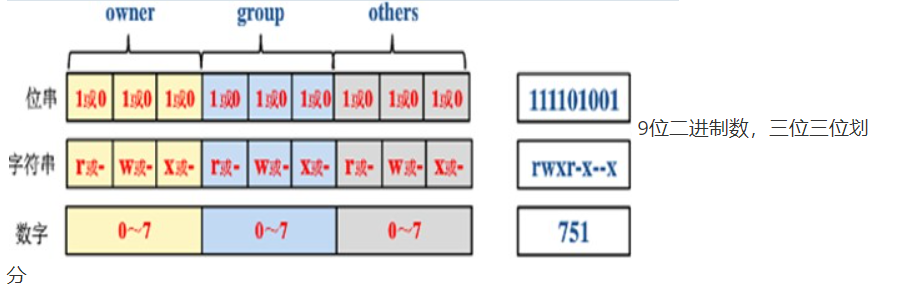 owner group others
位串 1或0 1或0 1或0 1或0 1或0 1或0 1或0 1或0 1或0 111101001
9位二进制数，三位三位划
字符串 r或- w或- x或- r或- w或- x或- r或- w或- x或- rwxr-x--x
数字 0～7 0～7 0～7 751
分